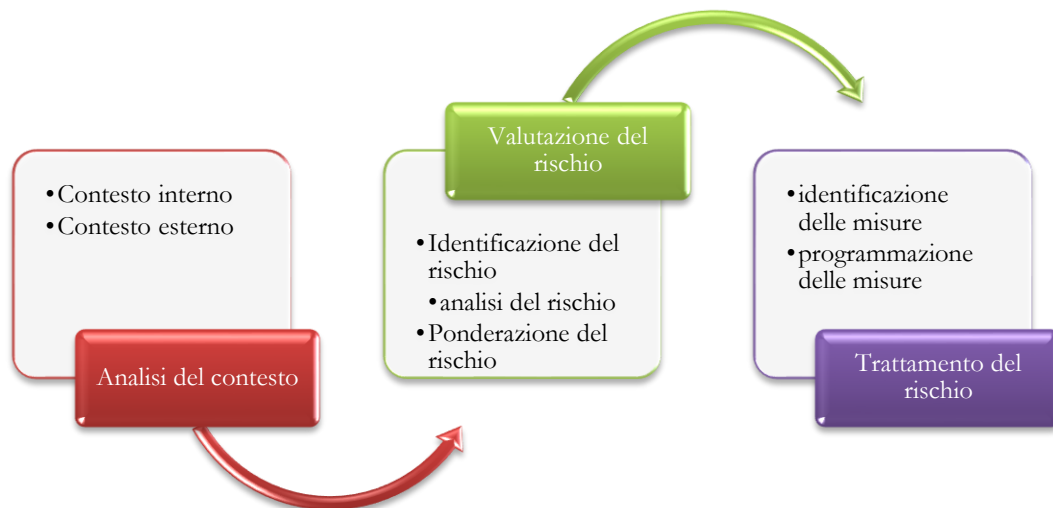 • Contesto interno
• Contesto esterno
Analisi del contesto
Valutazione del
rischio
• Identificazione del
rischio
• analisi del rischio
• Ponderazione del
rischio
• identificazione
delle misure
• programmazione
delle misure
Trattamento del
rischio